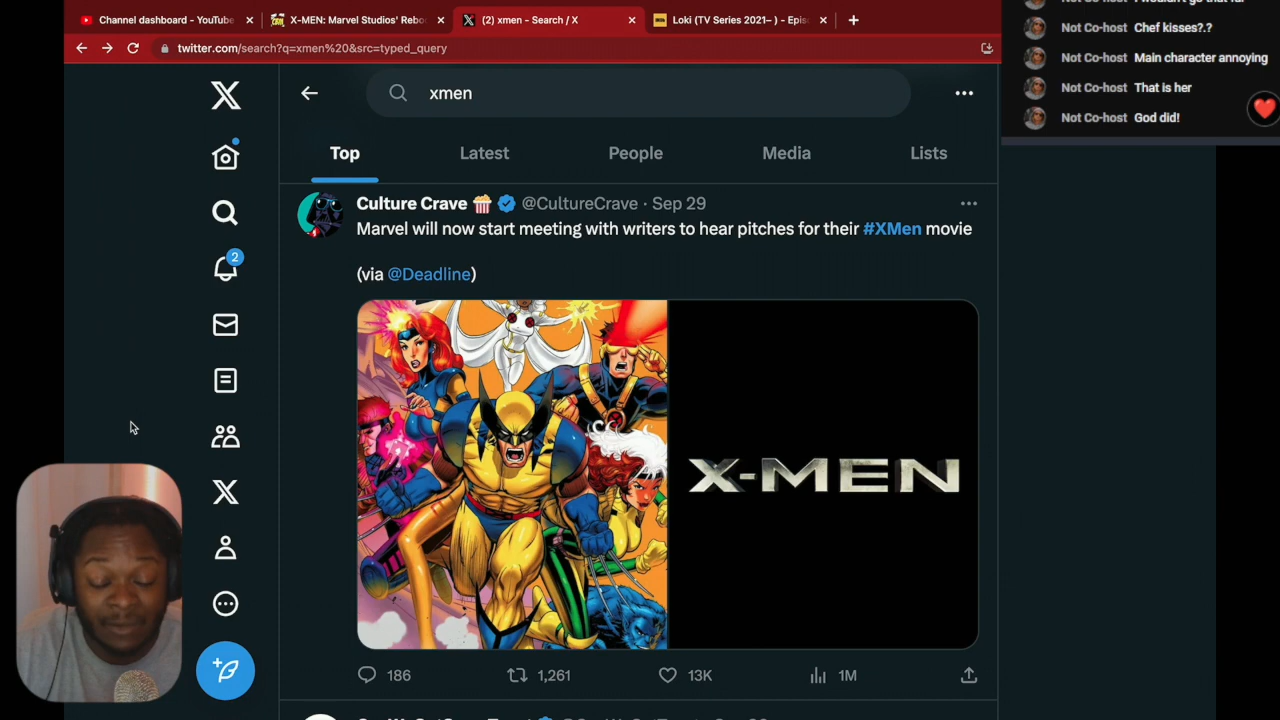 Channel dashboard - YouTube
X-MEN: Marvel Studios' Rebo
(2) xmen - Search / X
Loki (TV Series 2021– ) - Epis
twitter.com/search?q=xmen%20&src=typed_query
Not Co-host Chef kisses?.?
Not Co-host Main character annoying
Not Co-host That is her
Not Co-host God did!
xmen
Top Latest People Media Lists
Culture Crave @CultureCrave · Sep 29
Marvel will now start meeting with writers to hear pitches for their #XMen movie
(via @Deadline)
2
X-MEN
186 1,261 13K 1M